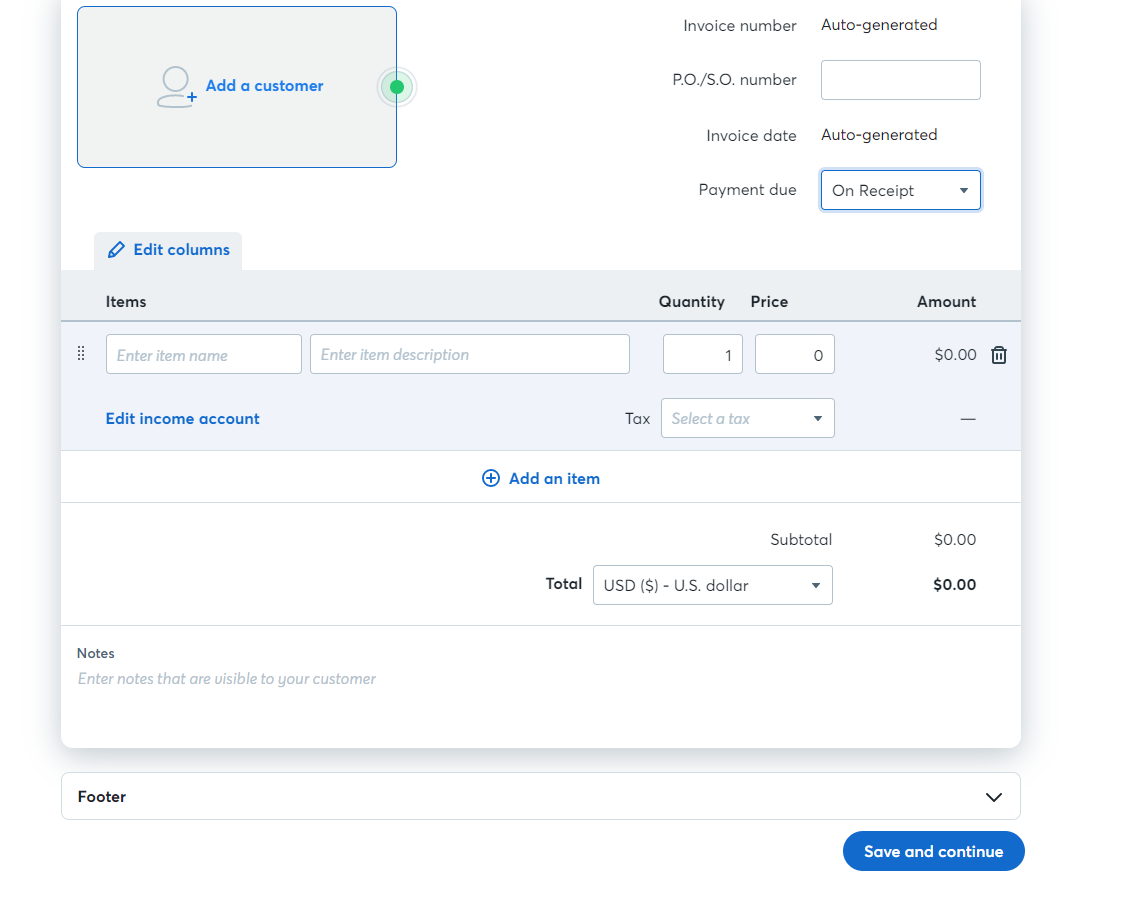 Add a customer
Invoice number Auto-generated
P.O./S.O. number
Invoice date Auto-generated
Payment due On Receipt
Edit columns
Items Quantity Price Amount
Enter item name Enter item description 1 0 $0.00
Edit income account Tax Select a tax —
Add an item
Subtotal $0.00
Total USD ($) - U.S. dollar $0.00
Notes
Enter notes that are visible to your customer
Footer
Save and continue